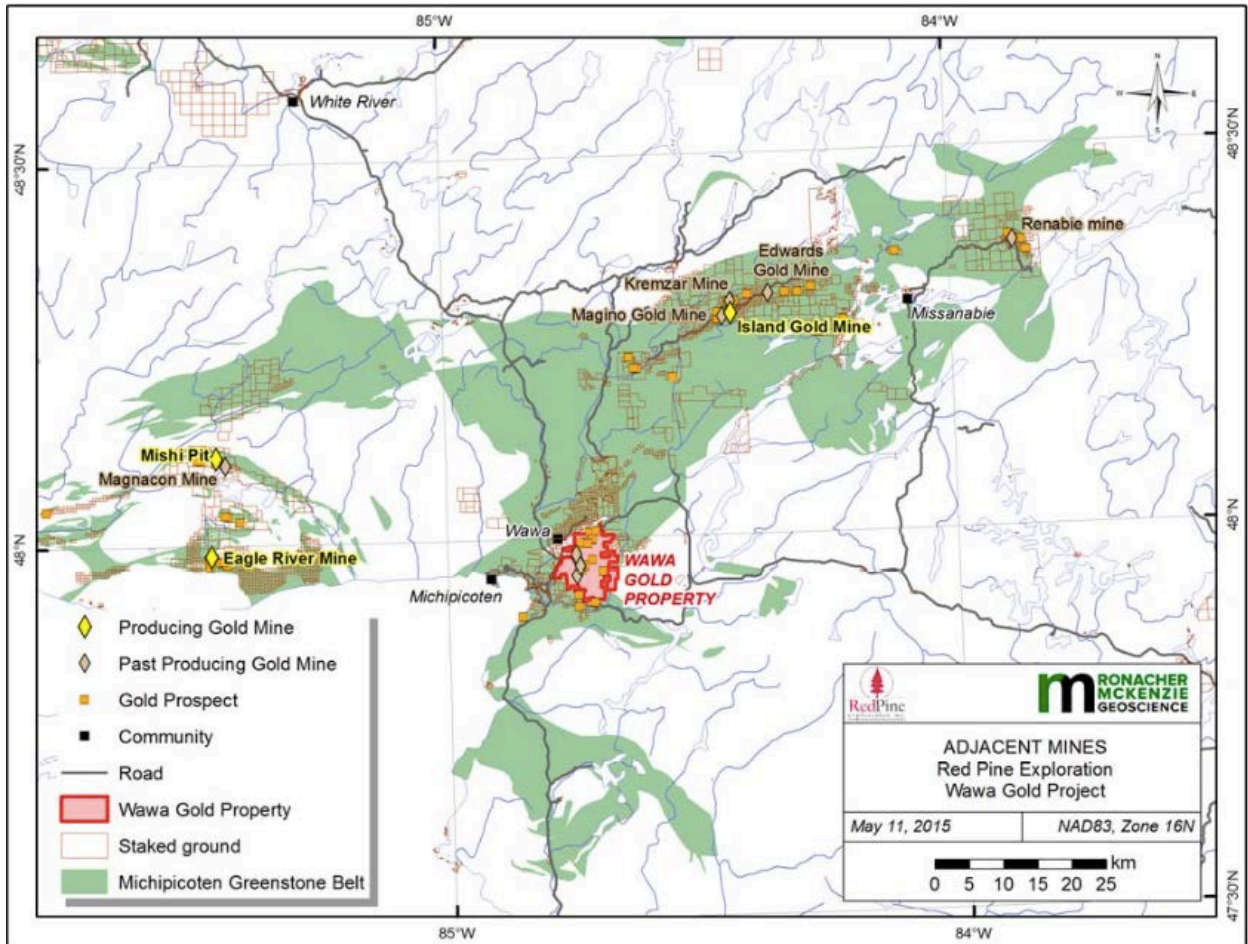 85°W
84°W
48°30'N
48°30'N
48°N
48°N
47°30'N
85°W
84°W
N
W
E
S
White River
Renabie mine
Edwards
Gold Mine
Kremzar Mine
Magino Gold Mine
Island Gold Mine
Missanabie
Mishi Pit
Magnacon Mine
Wawa
Eagle River Mine
WAWA
GOLD
PROPERTY
Michipicoten
Producing Gold Mine
Past Producing Gold Mine
Gold Prospect
Community
Road
Wawa Gold Property
Staked ground
Michipicoten Greenstone Belt
RedPine
rm
RONACHER
MCKENZIE
GEOSCIENCE
ADJACENT MINES
Red Pine Exploration
Wawa Gold Project
May 11, 2015
NAD83, Zone 16N
km
0 5 10 15 20 25